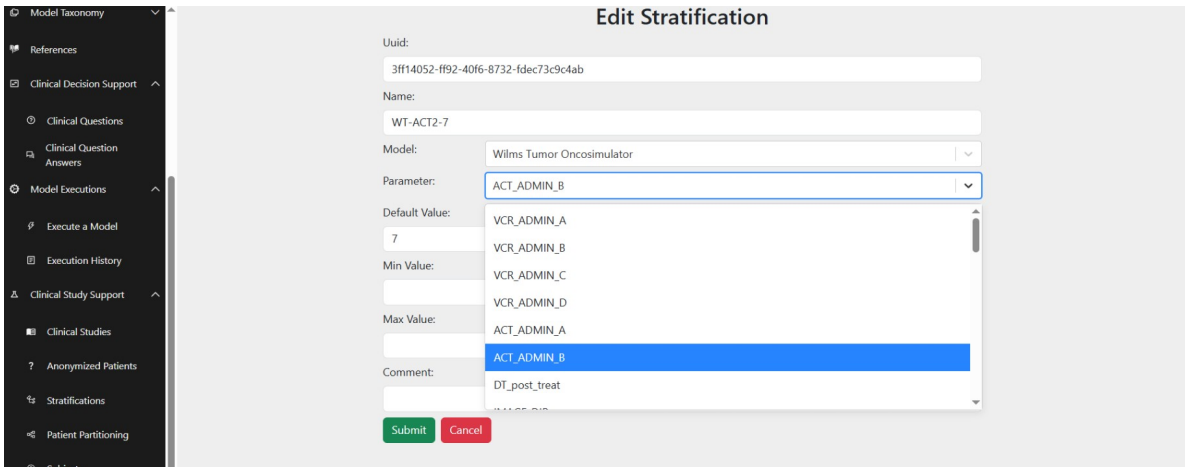 Model Taxonomy
References
Clinical Decision Support
Clinical Questions
Clinical Question
Answers
Model Executions
Execute a Model
Execution History
Clinical Study Support
Clinical Studies
Anonymized Patients
Stratifications
Patient Partitioning
Edit Stratification
Uuid:
3ff14052-ff92-40f6-8732-fdec73c9c4ab
Name:
WT-ACT2-7
Model:
Wilms Tumor Oncosimulator
Parameter:
ACT_ADMIN_B
Default Value:
7
Min Value:
Max Value:
Comment:
VCR_ADMIN_A
VCR_ADMIN_B
VCR_ADMIN_C
VCR_ADMIN_D
ACT_ADMIN_A
ACT_ADMIN_B
DT_post_treat
Submit
Cancel